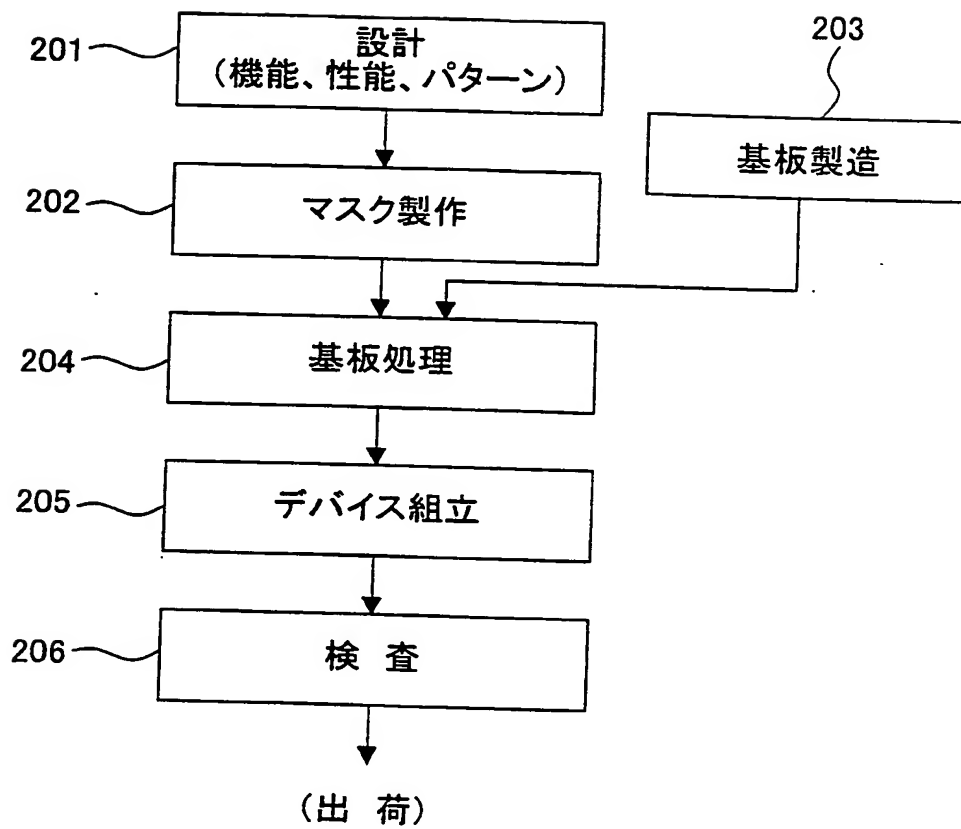 201
設計
(機能、性能、パターン)
203
基板製造
202
マスク製作
204
基板処理
205
デバイス組立
206
検 査
(出 荷)